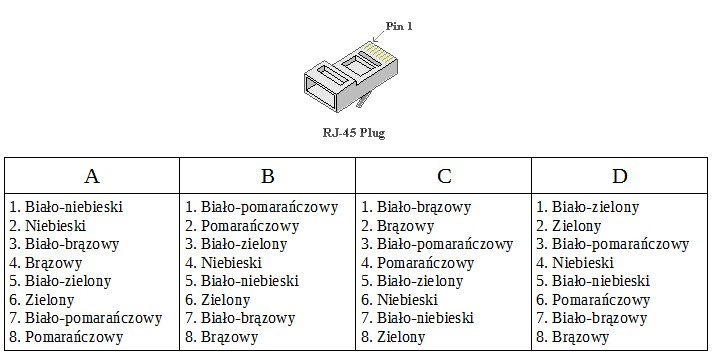 Pin 1
RJ-45 Plug
A
1. Biało-niebieski
2. Niebieski
3. Biało-brązowy
4. Brązowy
5. Biało-zielony
6. Zielony
7. Biało-pomarańczowy
8. Pomarańczowy
B
1. Biało-pomarańczowy
2. Pomarańczowy
3. Biało-zielony
4. Niebieski
5. Biało-niebieski
6. Zielony
7. Biało-brązowy
8. Brązowy
C
1. Biało-brązowy
2. Brązowy
3. Biało-pomarańczowy
4. Pomarańczowy
5. Biało-zielony
6. Niebieski
7. Biało-niebieski
8. Zielony
D
1. Biało-zielony
2. Zielony
3. Biało-pomarańczowy
4. Niebieski
5. Biało-niebieski
6. Pomarańczowy
7. Biało-brązowy
8. Brązowy